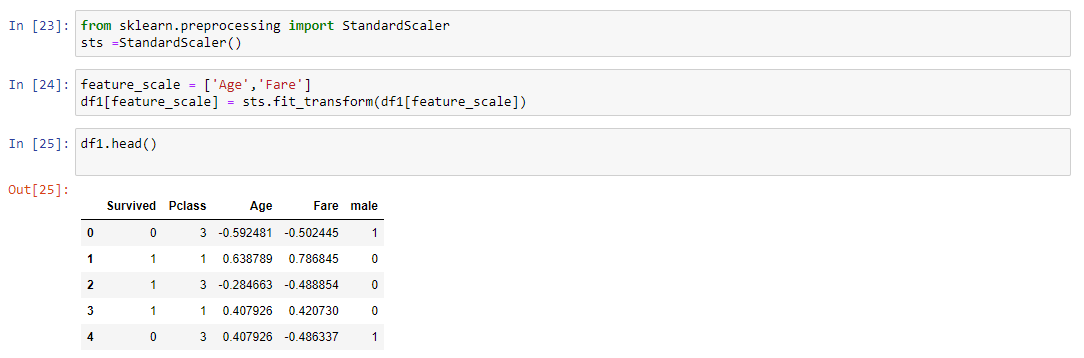 In [23]: from sklearn.preprocessing import StandardScaler
sts =StandardScaler()
In [24]: feature_scale = ['Age','Fare']
df1[feature_scale] = sts.fit_transform(df1[feature_scale])
In [25]: df1.head()
Out[25]:
Survived Pclass Age Fare male
0 0 3 -0.592481 -0.502445 1
1 1 1 0.638789 0.786845 0
2 1 3 -0.284663 -0.488854 0
3 1 1 0.407926 0.420730 0
4 0 3 0.407926 -0.486337 1